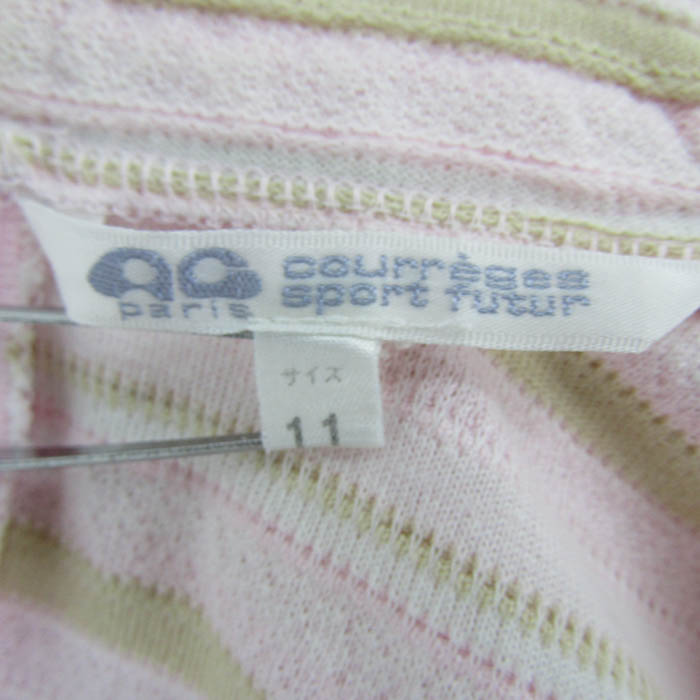 ac courrèges
paris sport futur
サイズ
11